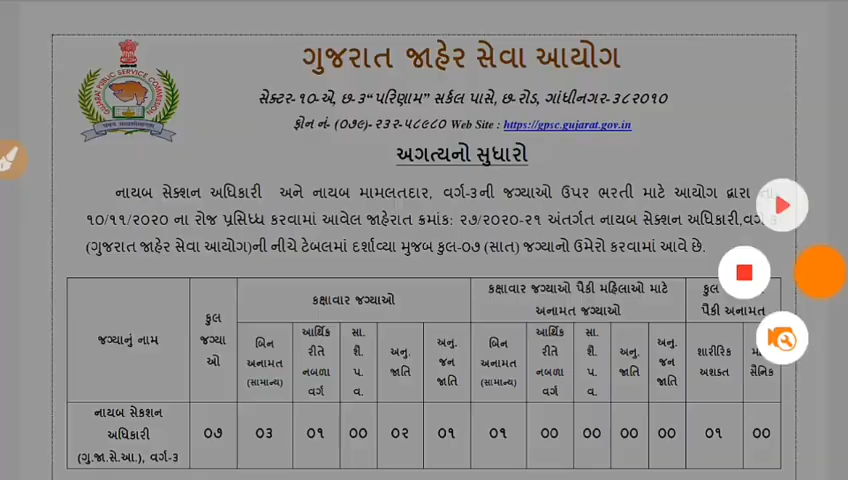 ગુજરાત જાહેર સેવા આયોગ
સેક્ટર-૧૦-એ, છ-૩"પરિણામ" સર્કલ પાસે, છ-રોડ, ગાંધીનગર-૩૮૨૦૧૦
ફોન નં- (૦૭૯)-૨૩૨-૫૮૯૮૦ Web Site : https://gpsc.gujarat.gov.in
અગત્યનો સુધારો
નાયબ સેક્શન અધિકારી અને નાયબ મામલતદાર, વર્ગ-૩ની જગ્યાઓ ઉપર ભરતી માટે આયોગ દ્વારા તા.
૧૦/૧૧/૨૦૨૦ ના રોજ પ્રસિધ્ધ કરવામાં આવેલ જાહેરાત ક્રમાંક: ૨૭/૨૦૨૦-૨૧ અંતર્ગત નાયબ સેક્શન અધિકારી,વર્ગ-૩
(ગુજરાત જાહેર સેવા આયોગ)ની નીચે ટેબલમાં દર્શાવ્યા મુજબ કુલ-૦૭ (સાત) જગ્યાનો ઉમેરો કરવામાં આવે છે.
કક્ષાવાર જગ્યાઓ પૈકી મહિલાઓ માટે કુલ
કુલ કક્ષાવાર જગ્યાઓ અનામત જગ્યાઓ પૈકી અનામત
જગ્યાનું નામ જગ્યા બિન આર્થિક સા. અનુ. અનુ. બિન આર્થિક સા. અનુ. અનુ. શારીરિક
ઓ અનામત રીતે શૈ. જાતિ જન અનામત રીતે શૈ. જાતિ જન અશક્ત સૈનિક
(સામાન્ય) નબળા પ. જાતિ (સામાન્ય) નબળા પ. જાતિ
વર્ગ વ. વર્ગ વ.
નાયબ સેક્શન
અધિકારી ૦૭ ૦૩ ૦૧ ૦૦ ૦૨ ૦૧ ૦૧ ૦૦ ૦૦ ૦૦ ૦૦ ૦૧ ૦૦
(ગુ.જા.સે.આ.), વર્ગ-૩